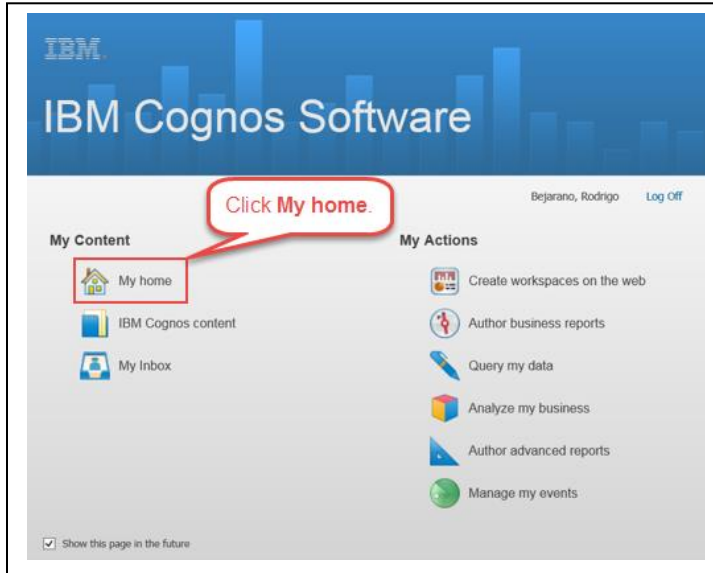 IBM
IBM Cognos Software
Bejarano, Rodrigo Log Off
Click My home.
My Content
My home
IBM Cognos content
My Inbox
My Actions
Create workspaces on the web
Author business reports
Query my data
Analyze my business
Author advanced reports
Manage my events
Show this page in the future